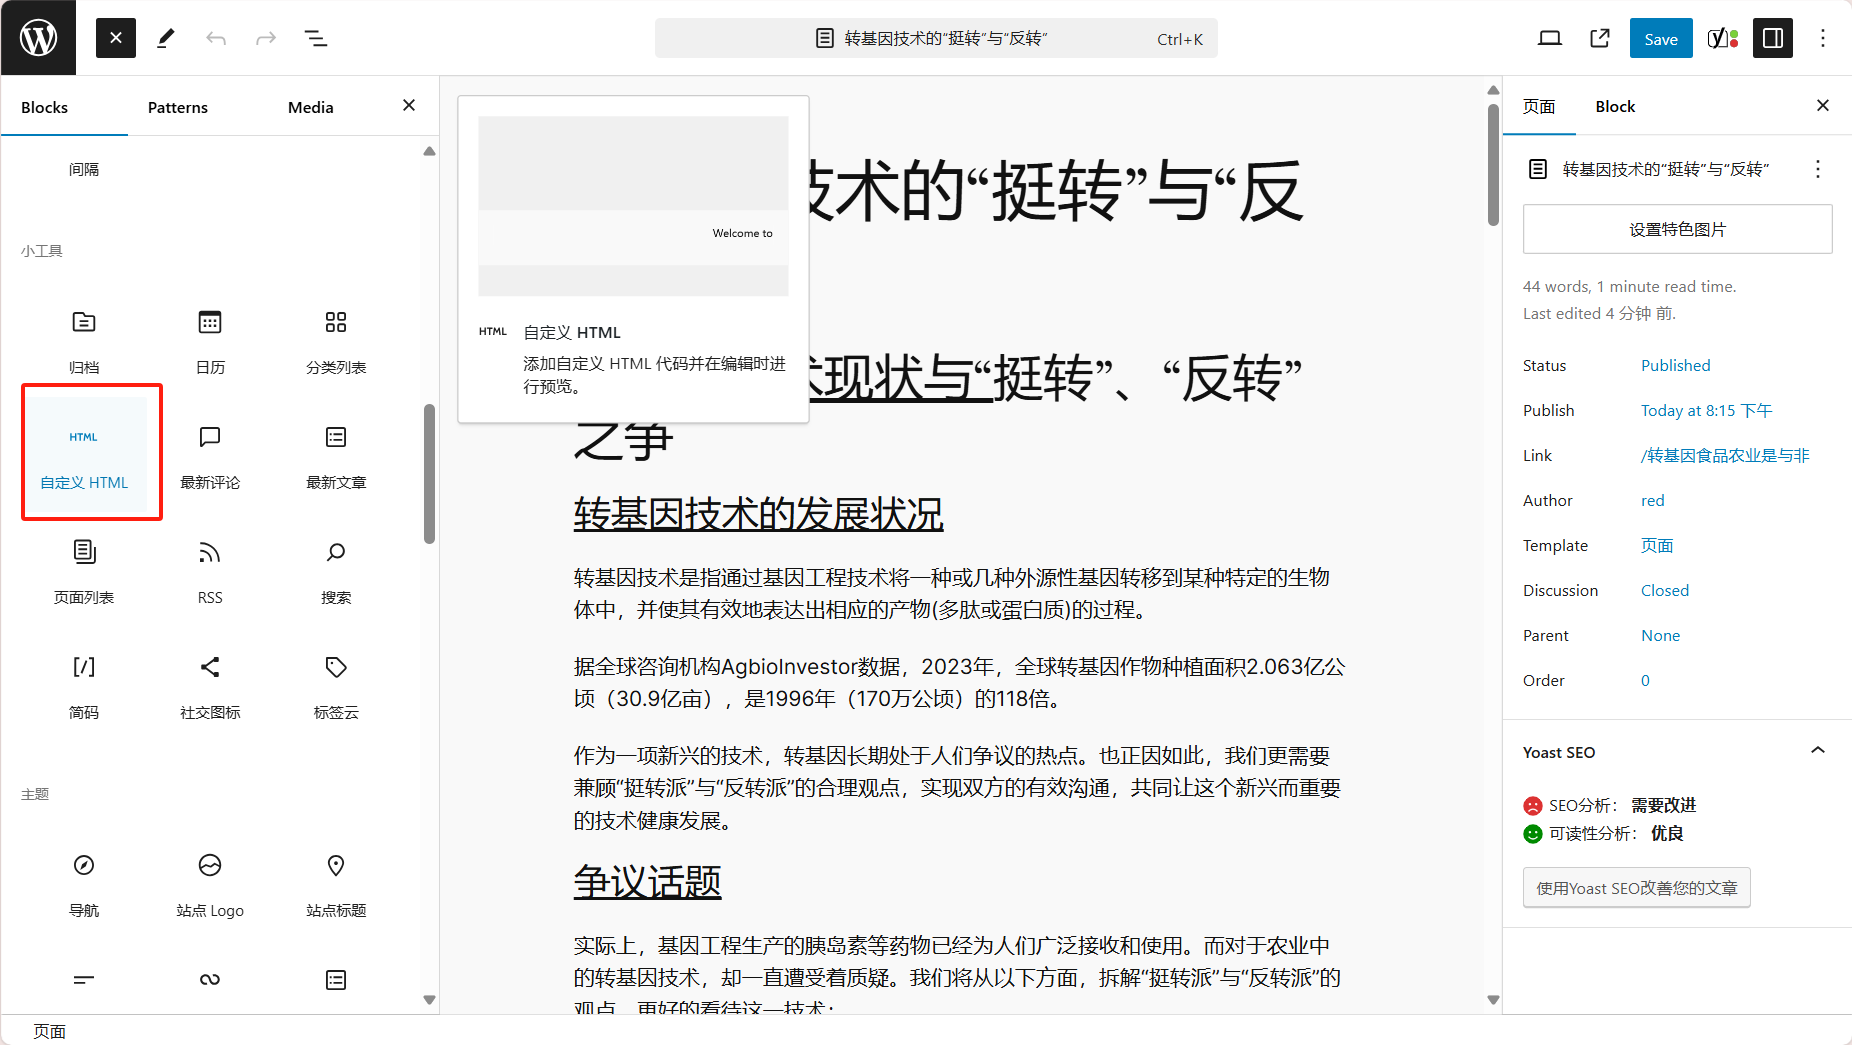 转基因技术的“挺转”与“反转”
Ctrl+K
Save
Blocks
Patterns
Media
间隔
小工具
归档
日历
分类列表
HTML
自定义 HTML
最新评论
最新文章
页面列表
RSS
搜索
简码
社交图标
标签云
主题
导航
站点 Logo
站点标题
Welcome to
HTML
自定义 HTML
添加自定义 HTML 代码并在编辑时进
行预览。
技术的“挺转”与“反
术现状与“挺转”、“反转”
之争
转基因技术的发展状况
转基因技术是指通过基因工程技术将一种或几种外源性基因转移到某种特定的生物
体中，并使其有效地表达出相应的产物(多肽或蛋白质)的过程。
据全球咨询机构AgbioInvestor数据，2023年，全球转基因作物种植面积2.063亿公
顷（30.9亿亩），是1996年（170万公顷）的118倍。
作为一项新兴的技术，转基因长期处于人们争议的热点。也正因如此，我们更需要
兼顾“挺转派”与“反转派”的合理观点，实现双方的有效沟通，共同让这个新兴而重要
的技术健康发展。
争议话题
实际上，基因工程生产的胰岛素等药物已经为人们广泛接收和使用。而对于农业中
的转基因技术，却一直遭受着质疑。我们将从以下方面，拆解“挺转派”与“反转派”的
观点，更好的看待这一技术：
页面
Block
转基因技术的“挺转”与“反转”
设置特色图片
44 words, 1 minute read time.
Last edited 4 分钟 前.
Status
Published
Publish
Today at 8:15 下午
Link
/转基因食品农业是与非
Author
red
Template
页面
Discussion
Closed
Parent
None
Order
0
Yoast SEO
SEO分析： 需要改进
可读性分析： 优良
使用Yoast SEO改善您的文章
页面